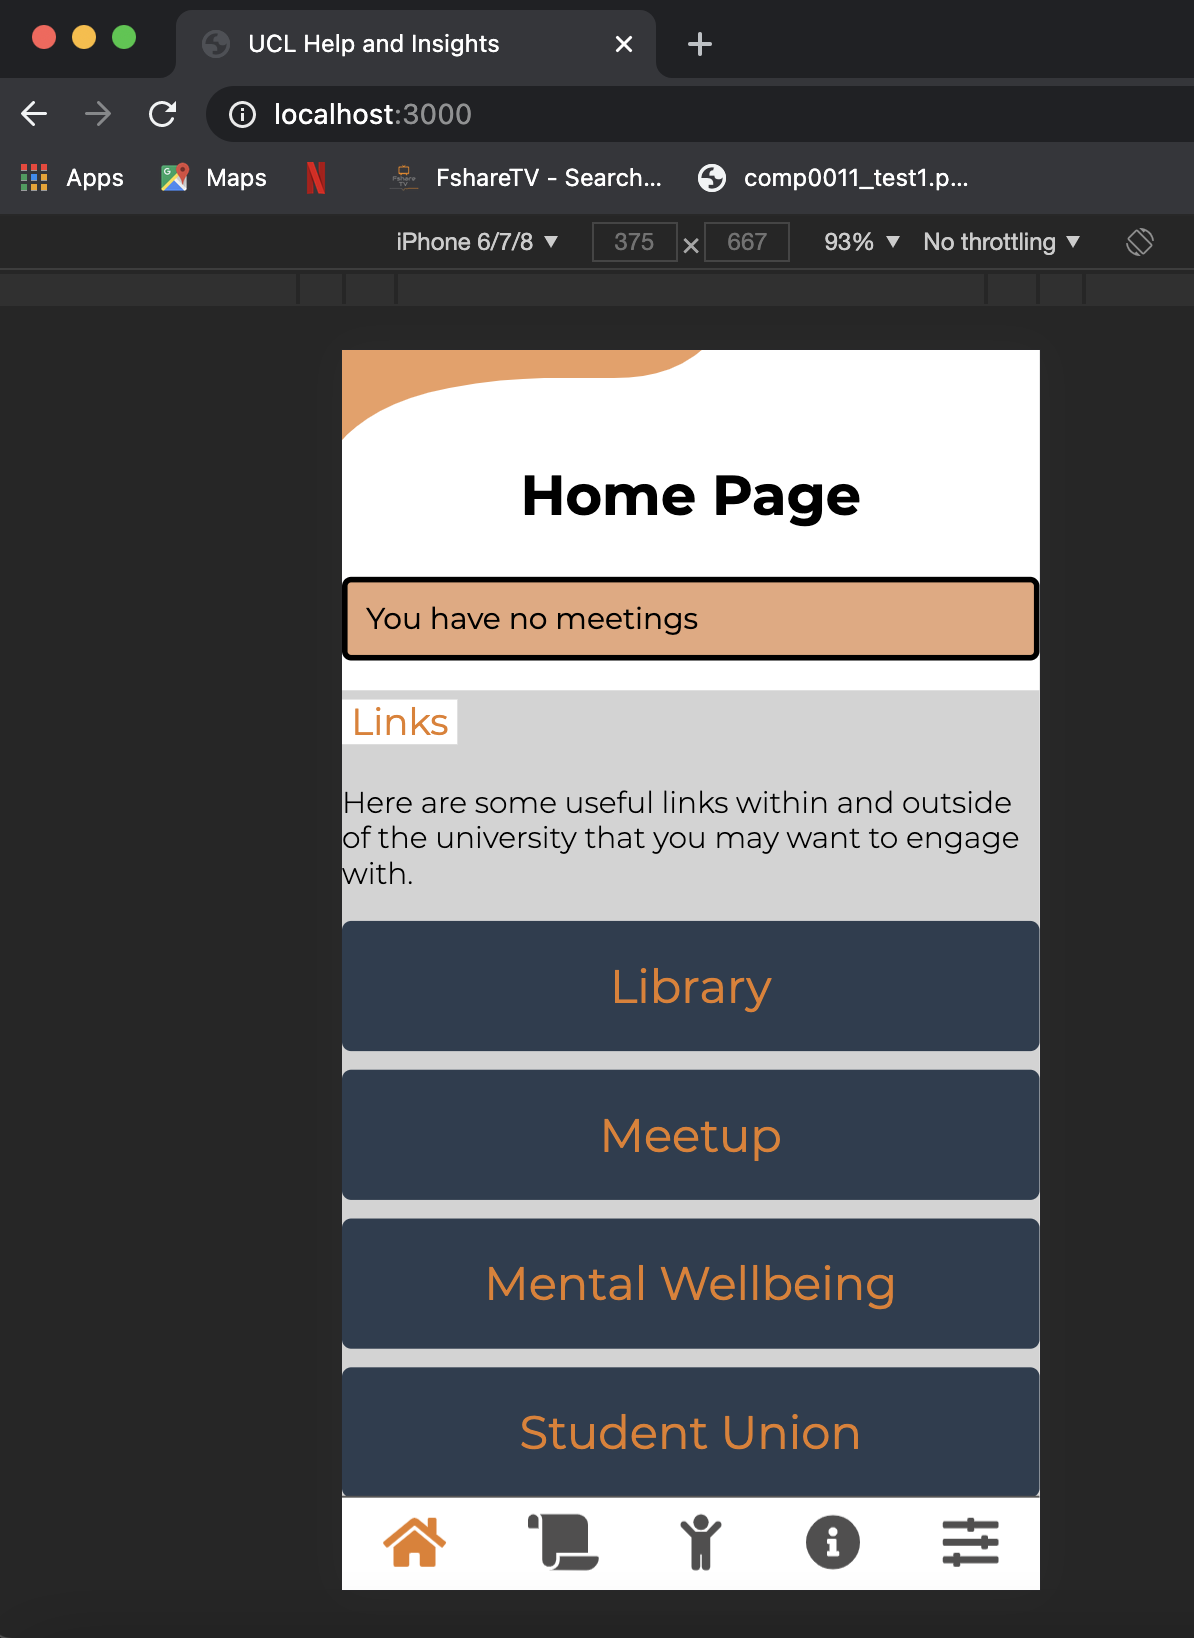 UCL Help and Insights
localhost:3000
Apps
Maps
FshareTV - Search...
comp0011_test1.p...
iPhone 6/7/8
375 × 667
93%
No throttling
Home Page
You have no meetings
Links
Here are some useful links within and outside
of the university that you may want to engage
with.
Library
Meetup
Mental Wellbeing
Student Union